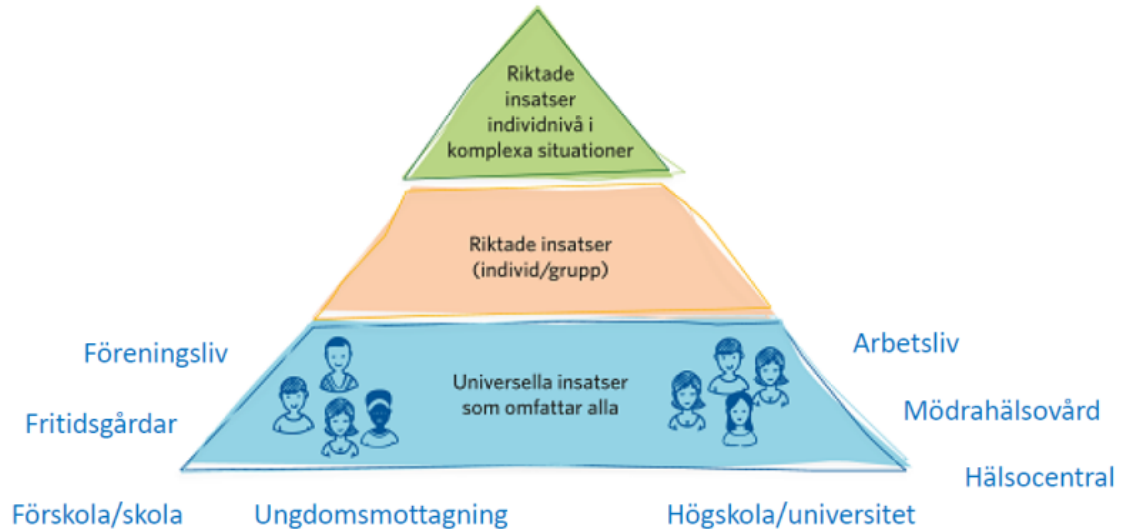 Riktade
insatser
individnivå i
komplexa situationer
Riktade insatser
(individ/grupp)
Universella insatser
som omfattar alla
Föreningsliv
Fritidsgårdar
Förskola/skola
Ungdomsmottagning
Högskola/universitet
Arbetsliv
Mödrahälsovård
Hälsocentral